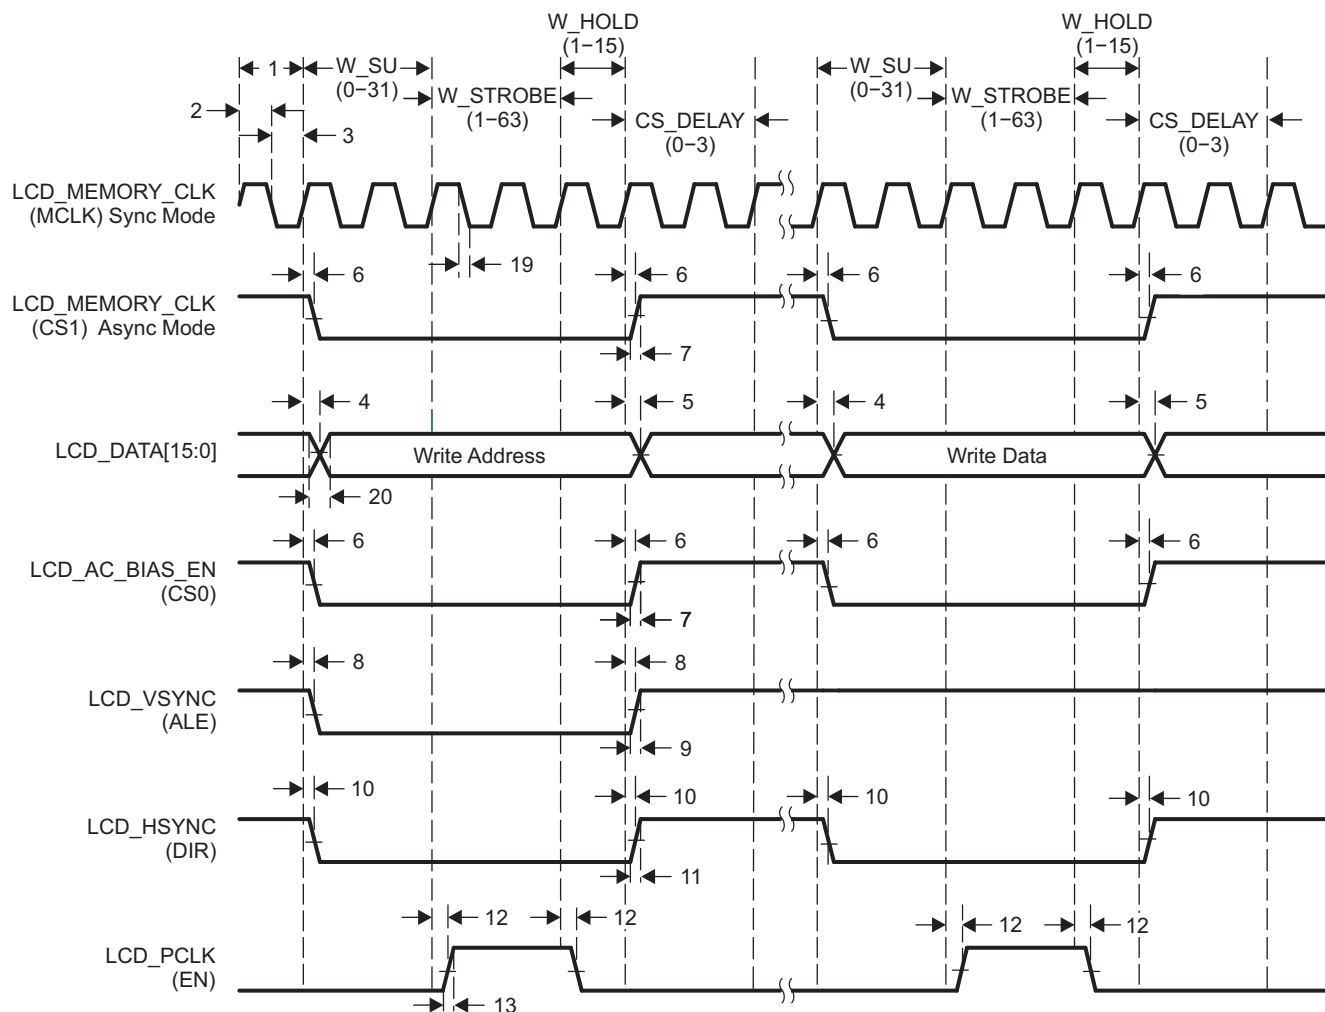 W_HOLD
(1−15)
W_HOLD
(1−15)
1
W_SU
(0−31)
W_SU
(0−31)
2
W_STROBE
(1−63)
W_STROBE
(1−63)
3
CS_DELAY
(0−3)
CS_DELAY
(0−3)
LCD_MEMORY_CLK
(MCLK) Sync Mode
19
6
6
6
6
LCD_MEMORY_CLK
(CS1) Async Mode
7
4
5
4
5
LCD_DATA[15:0]
Write Address
Write Data
20
6
6
6
6
LCD_AC_BIAS_EN
(CS0)
7
8
8
LCD_VSYNC
(ALE)
9
10
10
10
10
LCD_HSYNC
(DIR)
11
12
12
12
12
LCD_PCLK
(EN)
13